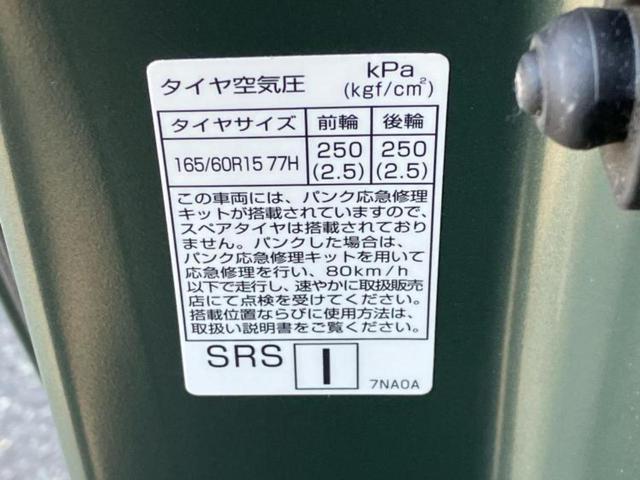 タイヤ空気圧 kPa (kgf/cm²)
タイヤサイズ 前輪 後輪
165/60R15 77H 250 (2.5) 250 (2.5)
この車両には、パンク応急修理
キットが搭載されていますので、
スペアタイヤは搭載されており
ません。パンクした場合は、
パンク応急修理キットを用いて
応急修理を行い、80km/h
以下で走行し、速やかに取扱販売
店にて点検を受けてください。
搭載位置ならびに使用方法は、
取扱い説明書をご覧ください。
SRS I 7NA0A